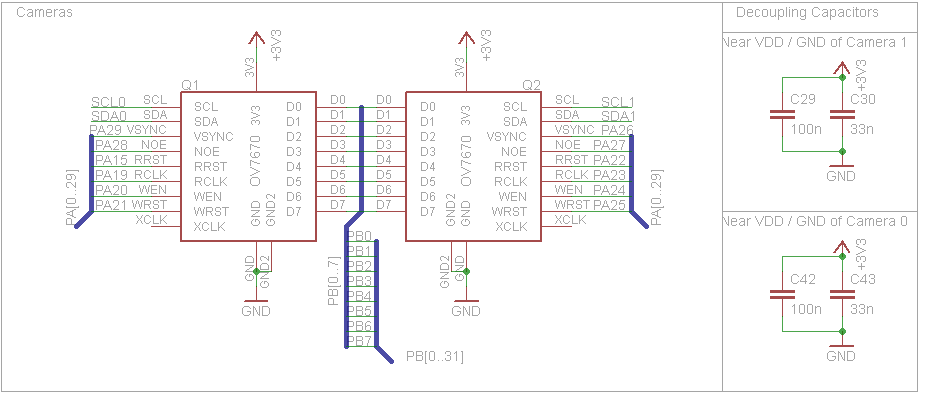 Cameras
Decoupling Capacitors
Near VDD / GND of Camera 1
+3V3
3V3
+3V3
3V3
+3V3
Q1
Q2
C29
C30
100n
33n
GND
SCL0 SCL SCL 3V3 D0 D0 D0 D0 3V3 SCL SCL SCL1
SDA0 SDA SDA D1 D1 D1 D1 SDA SDA SDA1
PA29 VSYNC VSYNC D2 D2 D2 D2 VSYNC VSYNC PA26
PA28 NOE NOE D3 D3 D3 D3 NOE NOE PA27
PA15 RRST RRST D4 D4 D4 D4 RRST RRST PA22
PA19 RCLK RCLK D5 D5 D5 D5 RCLK RCLK PA23
PA20 WEN WEN D6 D6 D6 D6 WEN WEN PA24
PA21 WRST WRST D7 D7 D7 D7 WRST WRST PA25
XCLK XCLK XCLK XCLK
OV7670
OV7670
GND
GND2
GND2
GND
PA[0..29]
PA[0..29]
GND
GND2
GND2
GND
GND
GND
PB[0..7]
PB0
PB1
PB2
PB3
PB4
PB5
PB6
PB7
PB[0..31]
Near VDD / GND of Camera 0
+3V3
C42
C43
100n
33n
GND